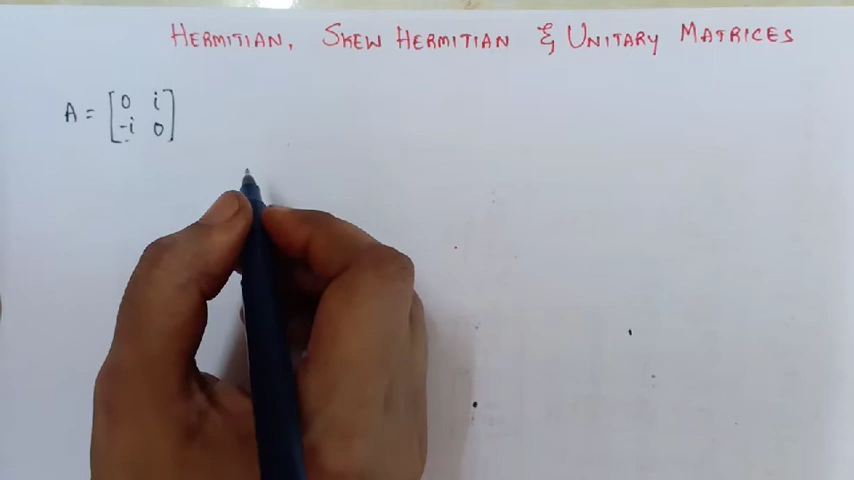 HERMITIAN, SKEW HERMITIAN & UNITARY MATRICES
A = [0 i
-i 0]